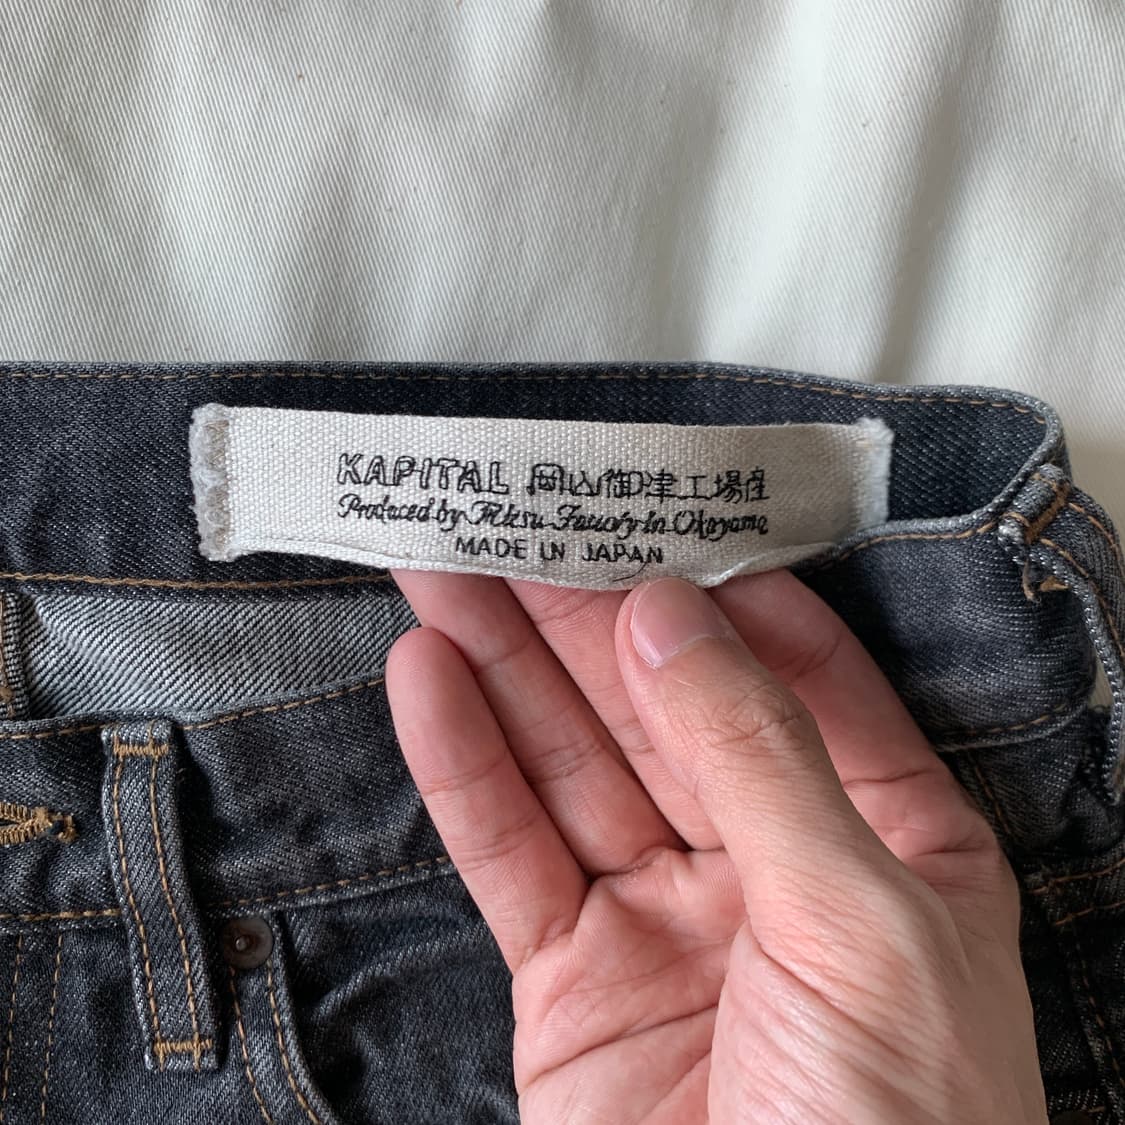 KAPITAL 岡山御津工場産
Produced by Mitsu Factory In Okayama
MADE IN JAPAN